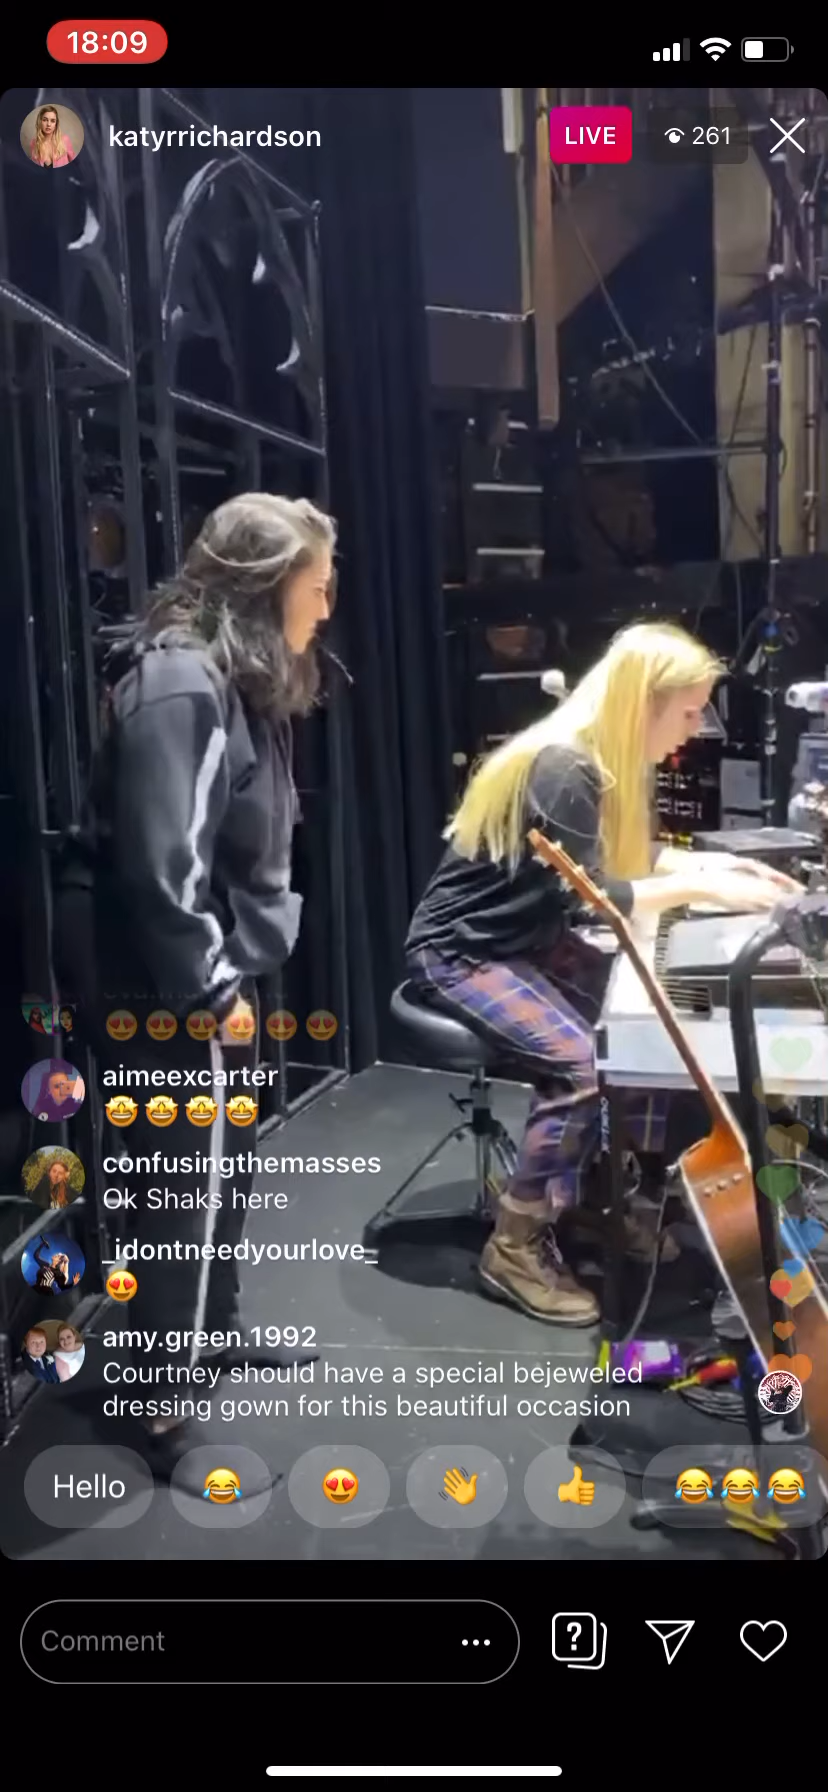 18:09
katyrrichardson
LIVE
261
aimeexcarter
confusingthemasses
Ok Shaks here
_idontneedyourlove_
amy.green.1992
Courtney should have a special bejeweled
dressing gown for this beautiful occasion
Hello
Comment